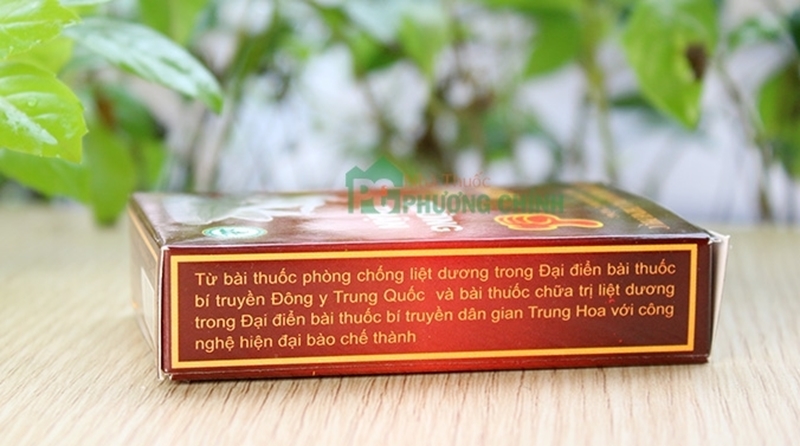 Nhà Thuốc
PHƯƠNG CHÍNH
Từ bài thuốc phòng chống liệt dương trong Đại điển bài thuốc
bí truyền Đông y Trung Quốc và bài thuốc chữa trị liệt dương
trong Đại điển bài thuốc bí truyền dân gian Trung Hoa với công
nghệ hiện đại bào chế thành